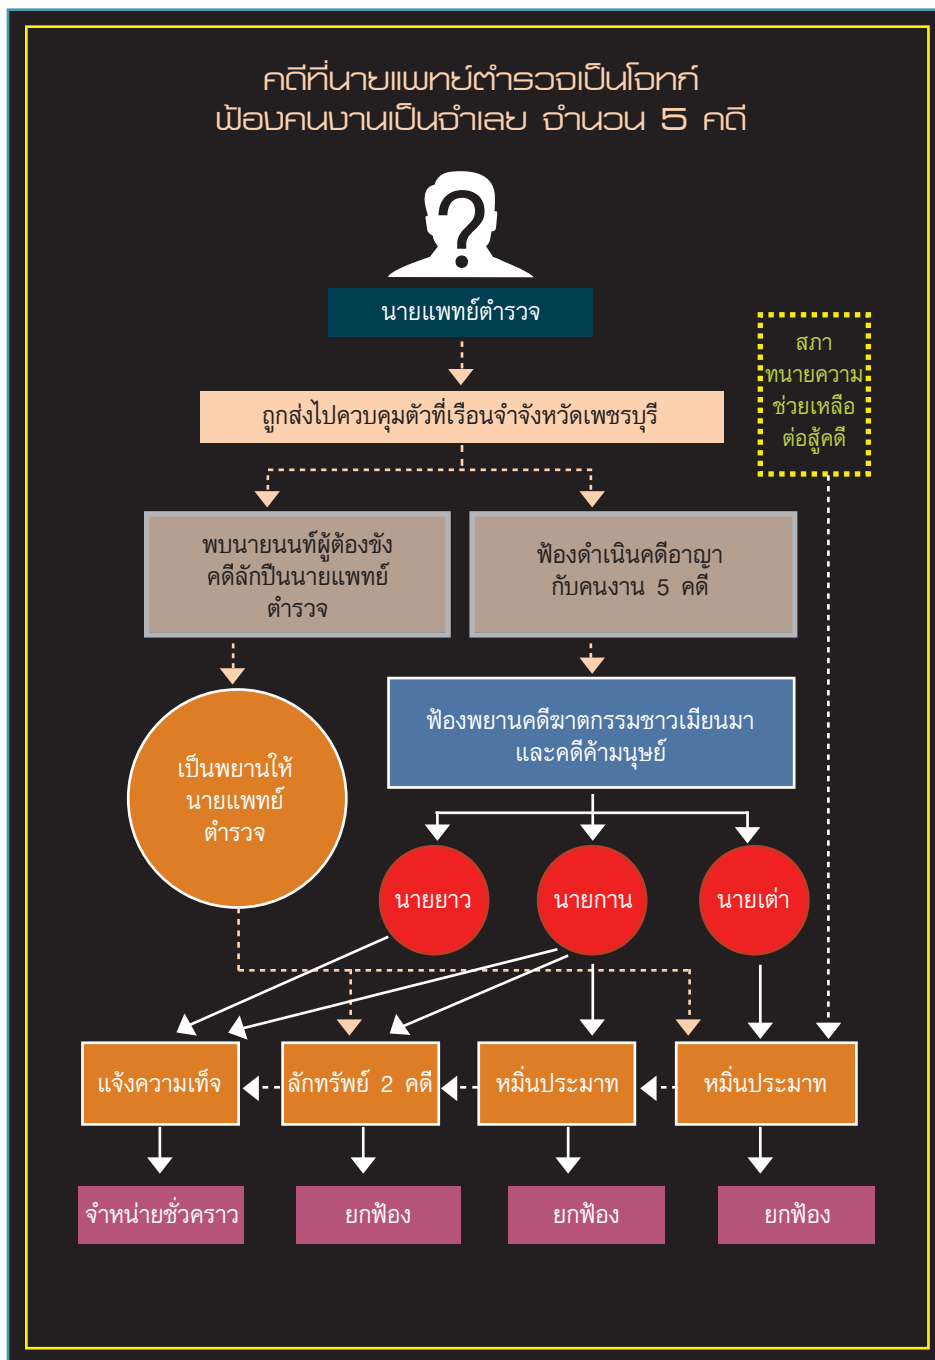 คดีที่นายแพทย์ตำรวจเป็นโจทก์
ฟ้องคนงานเป็นจำเลย จำนวน 5 คดี
?
นายแพทย์ตำรวจ
สภา
ทนายความ
ช่วยเหลือ
ต่อสู้คดี
ถูกส่งไปควบคุมตัวที่เรือนจำจังหวัดเพชรบุรี
พบนายนนท์ผู้ต้องขัง
คดีลักปืนนายแพทย์
ตำรวจ
ฟ้องดำเนินคดีอาญา
กับคนงาน 5 คดี
ฟ้องพยานคดีฆาตกรรมชาวเมียนมา
และคดีค้ามนุษย์
เป็นพยานให้
นายแพทย์
ตำรวจ
นายยาว
นายกาน
นายเต่า
แจ้งความเท็จ
ลักทรัพย์ 2 คดี
หมิ่นประมาท
หมิ่นประมาท
จำหน่ายชั่วคราว
ยกฟ้อง
ยกฟ้อง
ยกฟ้อง